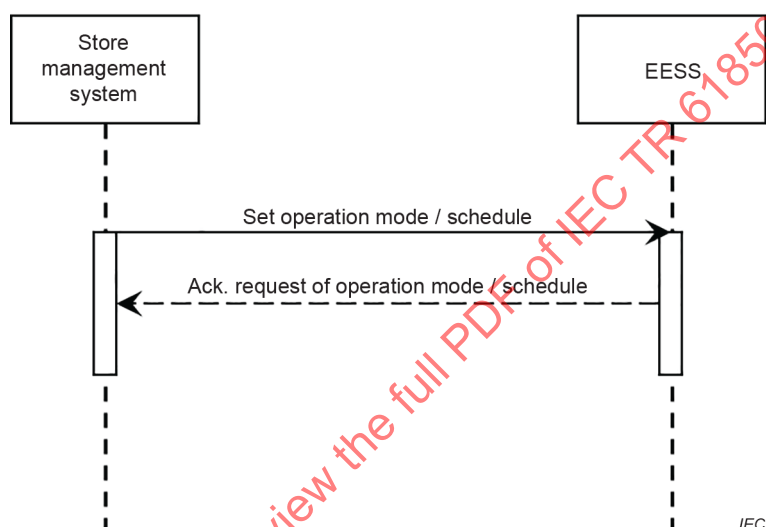 Store
management
system
EESS
Set operation mode / schedule
Ack. request of operation mode / schedule
view the full PDF of IEC TR 6185
IEC